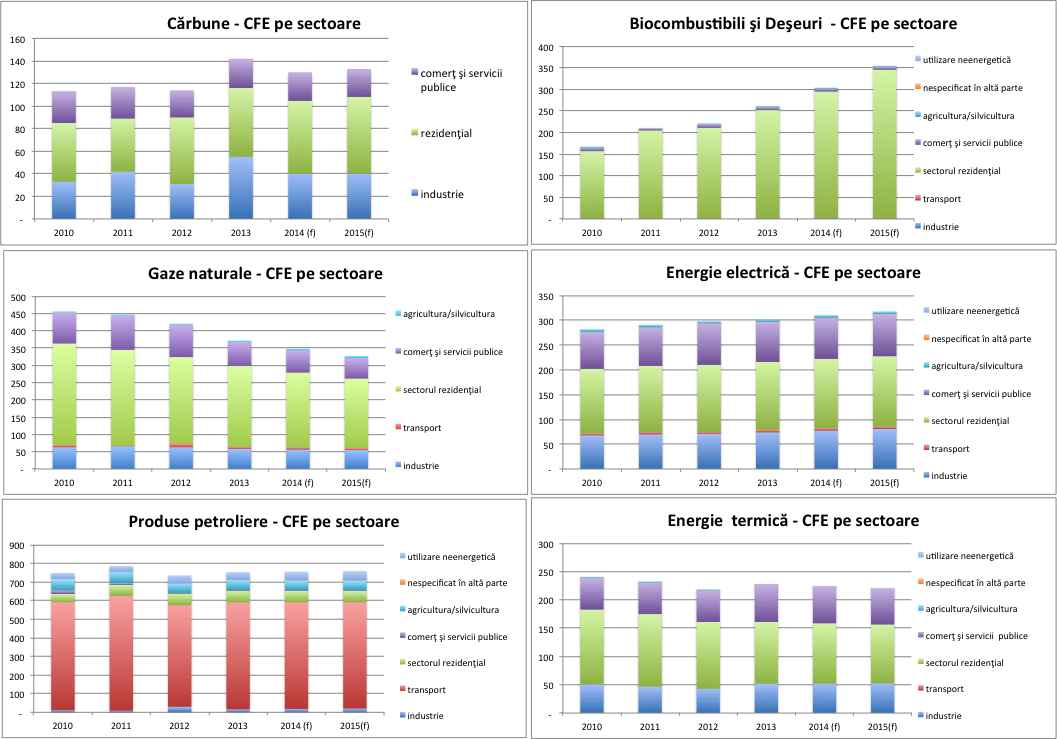 Cărbune - CFE pe sectoare
160
140
120
100
80
60
40
20
-
2010 2011 2012 2013 2014 (f) 2015(f)
comerţ şi servicii
publice
rezidenţial
industrie
Biocombustibili şi Deşeuri - CFE pe sectoare
400
350
300
250
200
150
100
50
-
2010 2011 2012 2013 2014 (f) 2015(f)
utilizare neenergetică
nespecificat în altă parte
agricultura/silvicultura
comerţ şi servicii publice
sectorul rezidenţial
transport
industrie
Gaze naturale - CFE pe sectoare
500
450
400
350
300
250
200
150
100
50
-
2010 2011 2012 2013 2014 (f) 2015(f)
agricultura/silvicultura
comerţ şi servicii publice
sectorul rezidenţial
transport
industrie
Energie electrică - CFE pe sectoare
350
300
250
200
150
100
50
-
2010 2011 2012 2013 2014 (f) 2015(f)
utilizare neenergetică
nespecificat în altă parte
agricultura/silvicultura
comerţ şi servicii publice
sectorul rezidenţial
transport
industrie
Produse petroliere - CFE pe sectoare
900
800
700
600
500
400
300
200
100
-
2010 2011 2012 2013 2014 (f) 2015(f)
utilizare neenergetică
nespecificat în altă parte
agricultura/silvicultura
comerţ şi servicii publice
sectorul rezidenţial
transport
industrie
Energie termică - CFE pe sectoare
300
250
200
150
100
50
-
2010 2011 2012 2013 2014 (f) 2015(f)
utilizare neenergetică
nespecificat în altă parte
agricultura/silvicultura
comerţ şi servicii publice
sectorul rezidenţial
transport
industrie